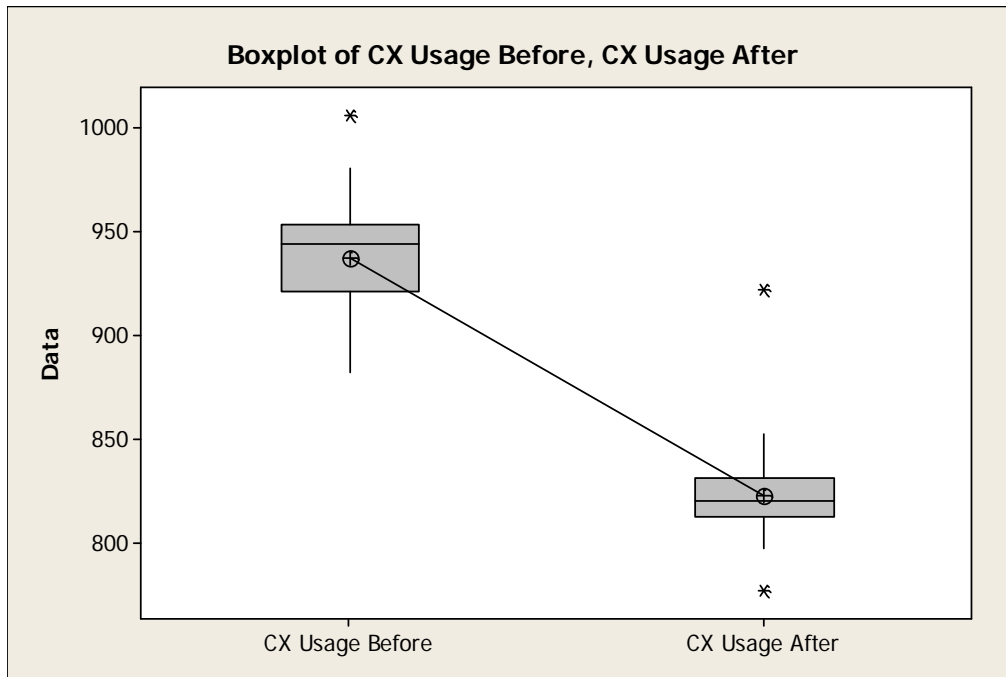 Boxplot of CX Usage Before, CX Usage After
1000
950
900
850
800
Data
CX Usage Before
CX Usage After